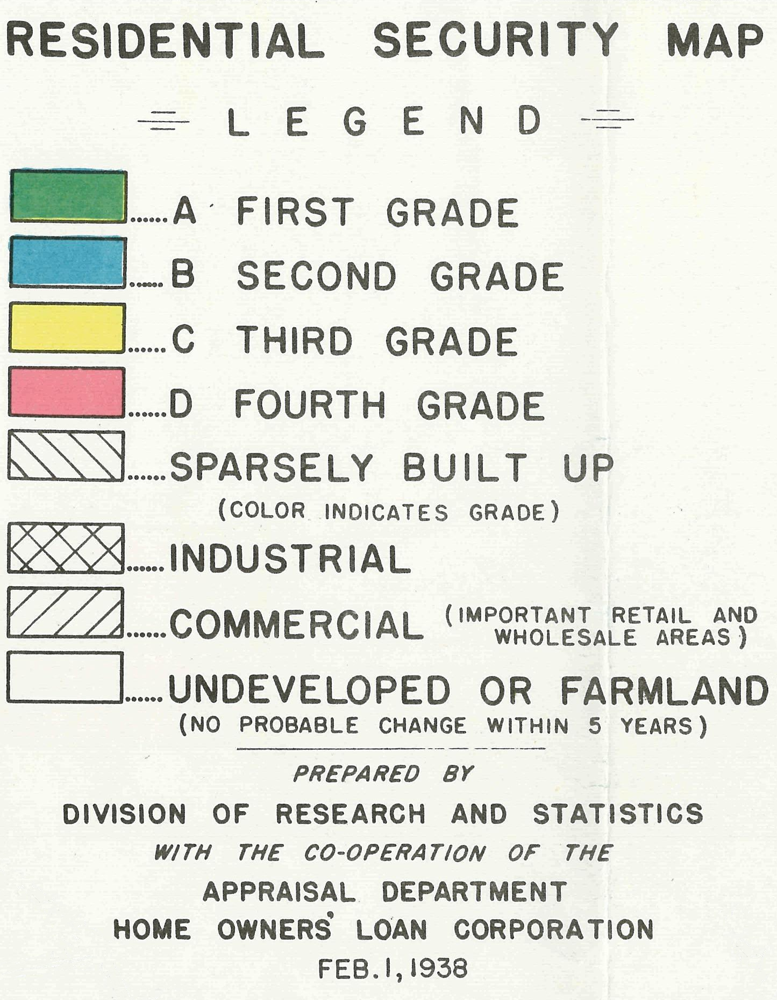 RESIDENTIAL SECURITY MAP
LEGEND
......A FIRST GRADE
......B SECOND GRADE
......C THIRD GRADE
......D FOURTH GRADE
......SPARSELY BUILT UP
(COLOR INDICATES GRADE)
......INDUSTRIAL
......COMMERCIAL (IMPORTANT RETAIL AND
WHOLESALE AREAS)
......UNDEVELOPED OR FARMLAND
(NO PROBABLE CHANGE WITHIN 5 YEARS)
PREPARED BY
DIVISION OF RESEARCH AND STATISTICS
WITH THE CO-OPERATION OF THE
APPRAISAL DEPARTMENT
HOME OWNERS' LOAN CORPORATION
FEB. 1, 1938